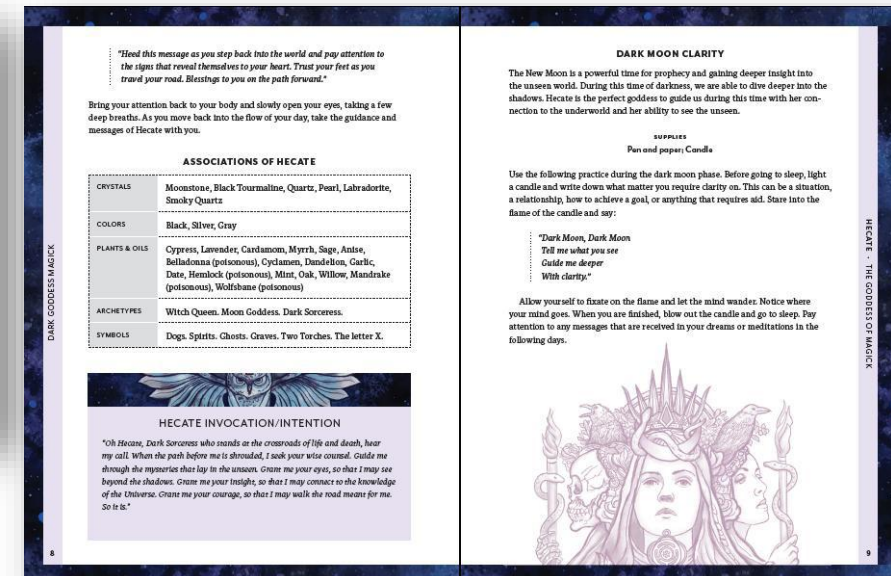 "Heed this message as you step back into the world and pay attention to
the signs that reveal themselves to your heart. Trust your feet as you
travel your road. Blessings to you on the path forward."
Bring your attention back to your body and slowly open your eyes, taking a few
deep breaths. As you move back into the flow of your day, take the guidance and
messages of Hecate with you.
ASSOCIATIONS OF HECATE
CRYSTALS
Moonstone, Black Tourmaline, Quartz, Pearl, Labradorite,
Smoky Quartz
COLORS
Black, Silver, Gray
PLANTS & OILS
Cypress, Lavender, Cardamom, Myrrh, Sage, Anise,
Belladonna (poisonous), Cyclamen, Dandelion, Garlic,
Date, Hemlock (poisonous), Mint, Oak, Willow, Mandrake
(poisonous), Wolfsbane (poisonous)
ARCHETYPES
Witch Queen. Moon Goddess. Dark Sorceress.
SYMBOLS
Dogs. Spirits. Ghosts. Graves. Two Torches. The letter X.
HECATE INVOCATION/INTENTION
"Oh Hecate, Dark Sorceress who stands at the crossroads of life and death, hear
my call. When the path before me is shrouded, I seek your wise counsel. Guide me
through the mysteries that lay in the unseen. Grant me your eyes, so that I may see
beyond the shadows. Grant me your insight, so that I may connect to the knowledge
of the Universe. Grant me your courage, so that I may walk the road meant for me.
So it is."
DARK GODDESS MAGICK
8
DARK MOON CLARITY
The New Moon is a powerful time for prophecy and gaining deeper insight into
the unseen world. During this time of darkness, we are able to dive deeper into the
shadows. Hecate is the perfect goddess to guide us during this time with her con-
nection to the underworld and her ability to see the unseen.
SUPPLIES
Pen and paper; Candle
Use the following practice during the dark moon phase. Before going to sleep, light
a candle and write down what matter you require clarity on. This can be a situation,
a relationship, how to achieve a goal, or anything that requires aid. Stare into the
flame of the candle and say:
"Dark Moon, Dark Moon
Tell me what you see
Guide me deeper
With clarity."
Allow yourself to fixate on the flame and let the mind wander. Notice where
your mind goes. When you are finished, blow out the candle and go to sleep. Pay
attention to any messages that are received in your dreams or meditations in the
following days.
HECATE - THE GODDESS OF MAGICK
9